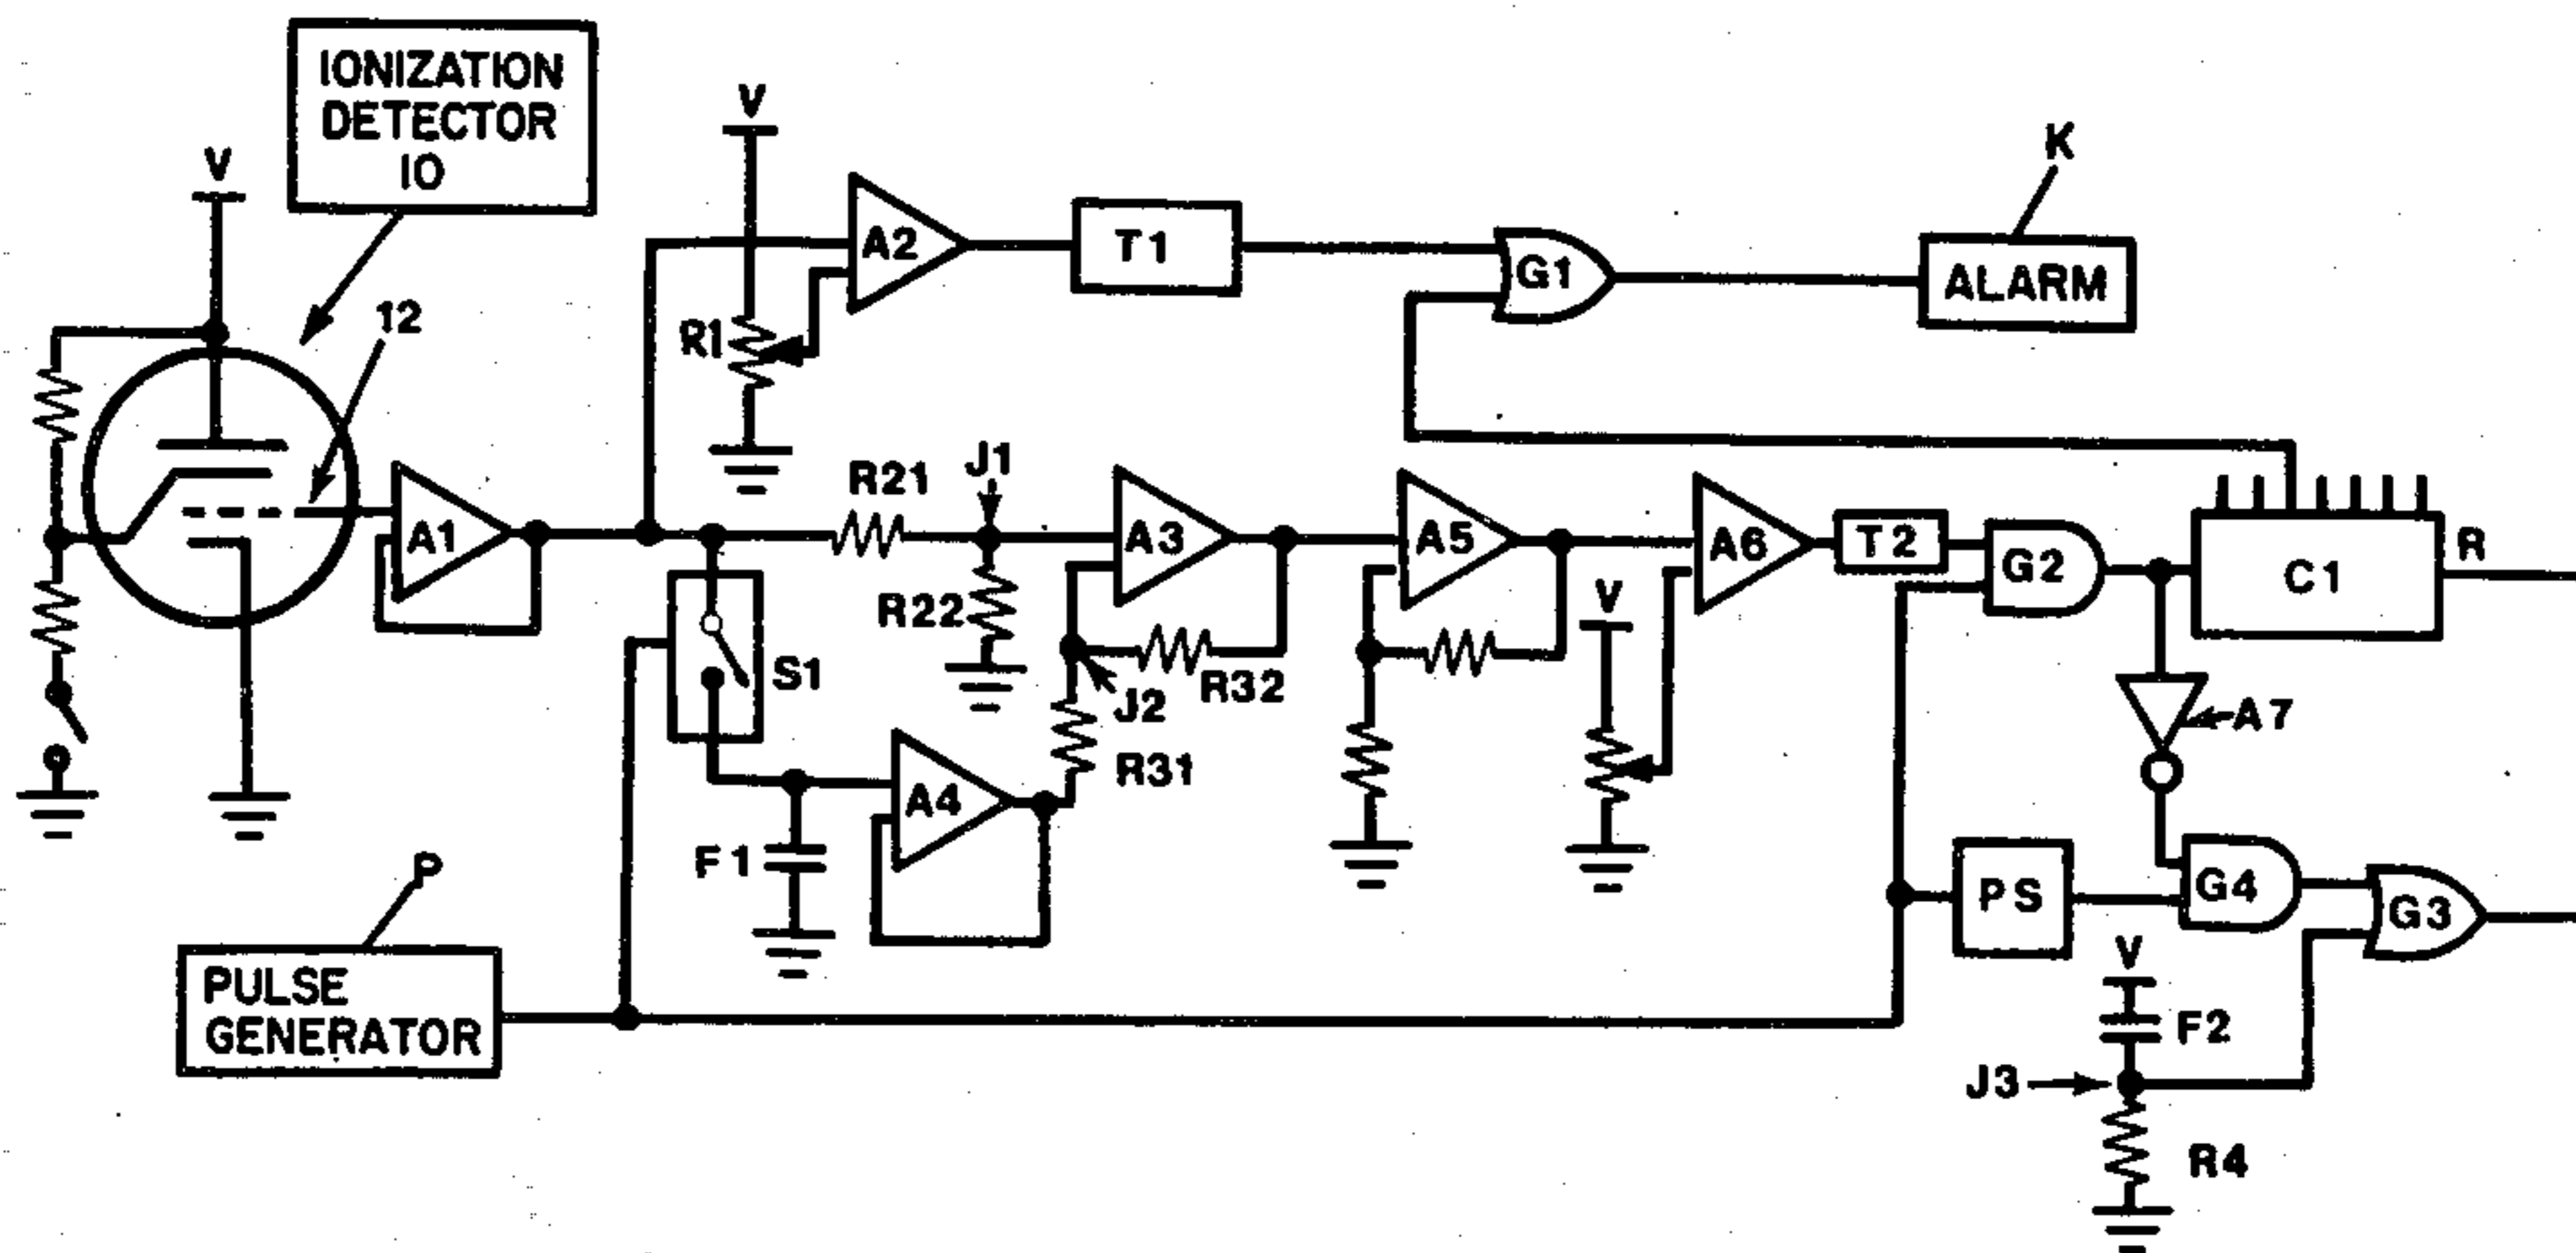 IONIZATION
DETECTOR
10
V
12
V
A1
R1
A2
T1
G1
K
ALARM
R21
J1
R22
S1
A3
J2
R32
R31
A4
F1
A5
V
A6
T2
G2
C1
R
A7
P
PULSE
GENERATOR
PS
G4
G3
V
F2
J3
R4